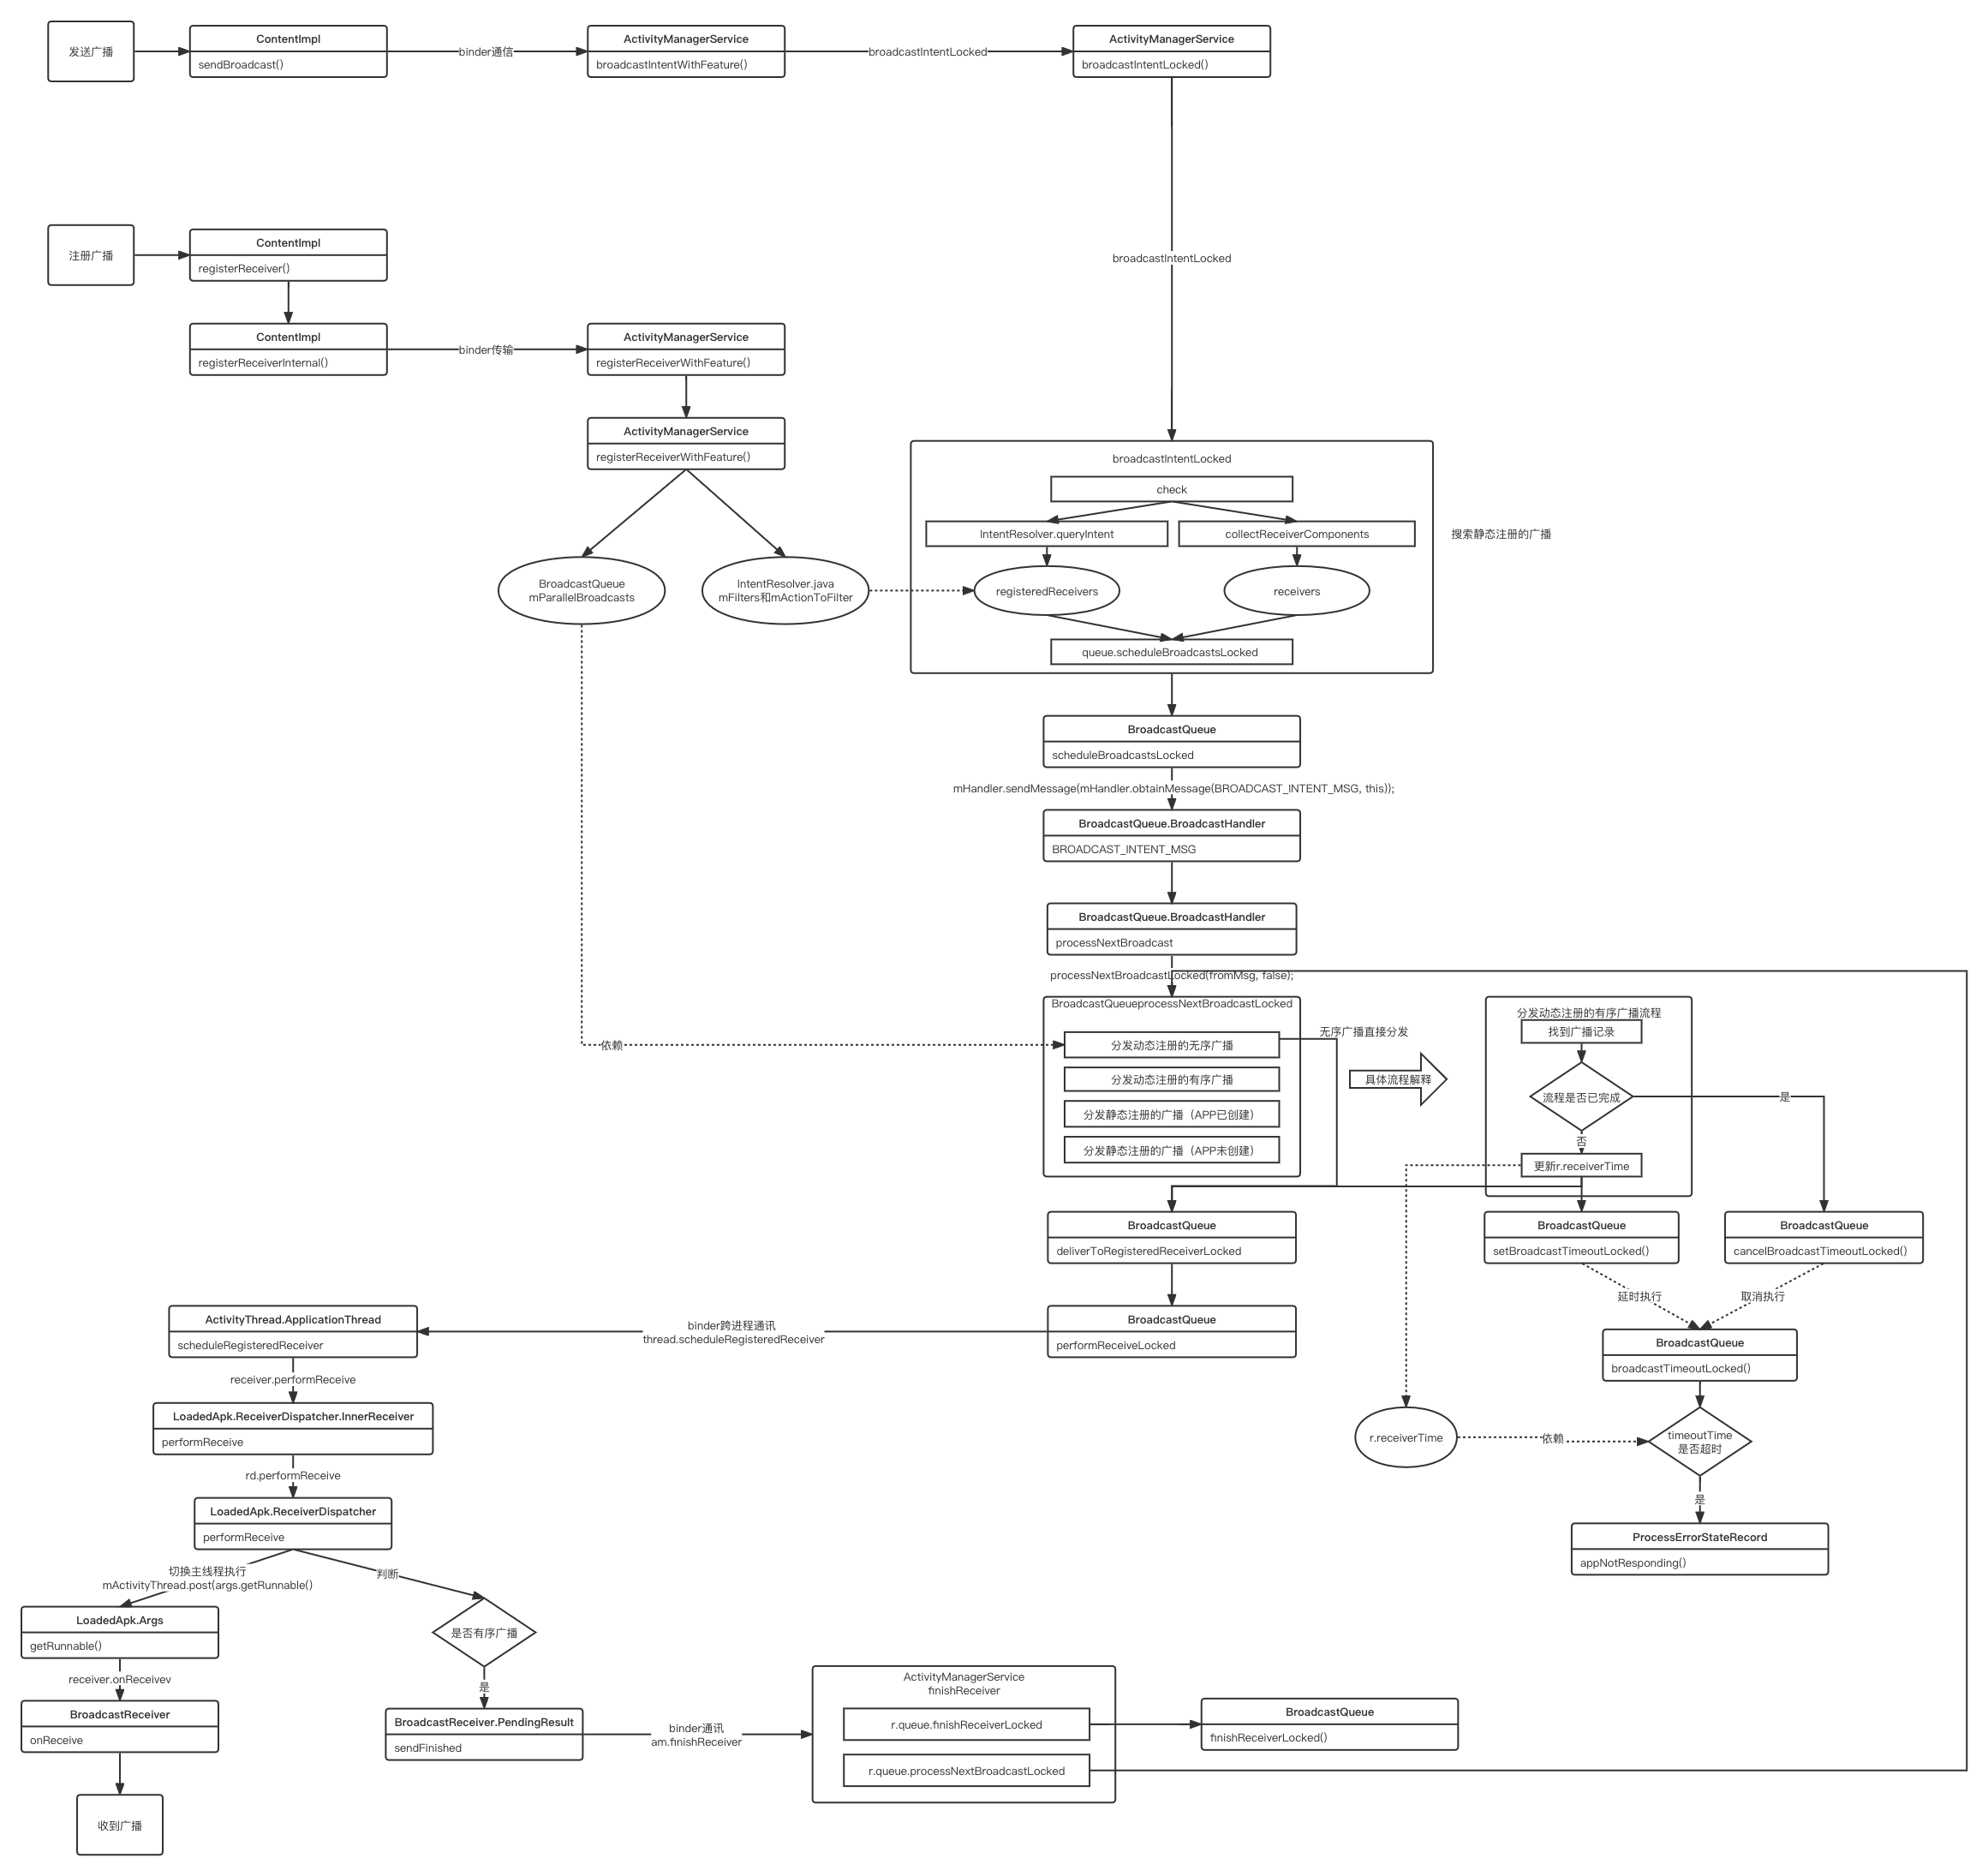 发送广播
ContentImpl
sendBroadcast()
binder通信
ActivityManagerService
broadcastIntentWithFeature()
broadcastIntentLocked
ActivityManagerService
broadcastIntentLocked()
broadcastIntentLocked
注册广播
ContentImpl
registerReceiver()
ContentImpl
registerReceiverInternal()
binder传输
ActivityManagerService
registerReceiverWithFeature()
ActivityManagerService
registerReceiverWithFeature()
BroadcastQueue
mParallelBroadcasts
IntentResolver.java
mFilters和mActionToFilter
broadcastIntentLocked
check
IntentResolver.queryIntent
collectReceiverComponents
搜索静态注册的广播
registeredReceivers
receivers
queue.scheduleBroadcastsLocked
BroadcastQueue
scheduleBroadcastsLocked
mHandler.sendMessage(mHandler.obtainMessage(BROADCAST_INTENT_MSG, this));
BroadcastQueue.BroadcastHandler
BROADCAST_INTENT_MSG
BroadcastQueue.BroadcastHandler
processNextBroadcast
processNextBroadcastLocked(fromMsg, false);
BroadcastQueueprocessNextBroadcastLocked
依赖
分发动态注册的无序广播
分发动态注册的有序广播
分发静态注册的广播（APP已创建）
分发静态注册的广播（APP未创建）
无序广播直接分发
具体流程解释
分发动态注册的有序广播流程
找到广播记录
流程是否已完成
是
否
更新r.receiverTime
BroadcastQueue
deliverToRegisteredReceiverLocked
BroadcastQueue
setBroadcastTimeoutLocked()
BroadcastQueue
cancelBroadcastTimeoutLocked()
延时执行
取消执行
BroadcastQueue
performReceiveLocked
binder跨进程通讯
thread.scheduleRegisteredReceiver
ActivityThread.ApplicationThread
scheduleRegisteredReceiver
BroadcastQueue
broadcastTimeoutLocked()
r.receiverTime
依赖
timeoutTime
是否超时
是
ProcessErrorStateRecord
appNotResponding()
receiver.performReceive
LoadedApk.ReceiverDispatcher.InnerReceiver
performReceive
rd.performReceive
LoadedApk.ReceiverDispatcher
performReceive
切换主线程执行
mActivityThread.post(args.getRunnable()
判断
LoadedApk.Args
getRunnable()
是否有序广播
receiver.onReceivev
是
BroadcastReceiver
onReceive
BroadcastReceiver.PendingResult
sendFinished
binder通讯
am.finishReceiver
ActivityManagerService
finishReceiver
r.queue.finishReceiverLocked
r.queue.processNextBroadcastLocked
BroadcastQueue
finishReceiverLocked()
收到广播